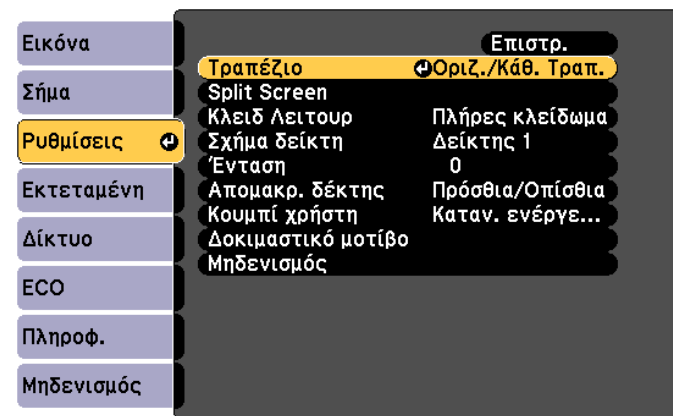 Εικόνα
Σήμα
Ρυθμίσεις
Εκτεταμένη
Δίκτυο
ECO
Πληροφ.
Μηδενισμός
Επιστρ.
Τραπέζιο Οριζ./Κάθ. Τραπ.
Split Screen
Κλειδ Λειτουρ Πλήρες κλείδωμα
Σχήμα δείκτη Δείκτης 1
Ένταση 0
Απομακρ. δέκτης Πρόσθια/Οπίσθια
Κουμπί χρήστη Καταν. ενέργε...
Δοκιμαστικό μοτίβο
Μηδενισμός